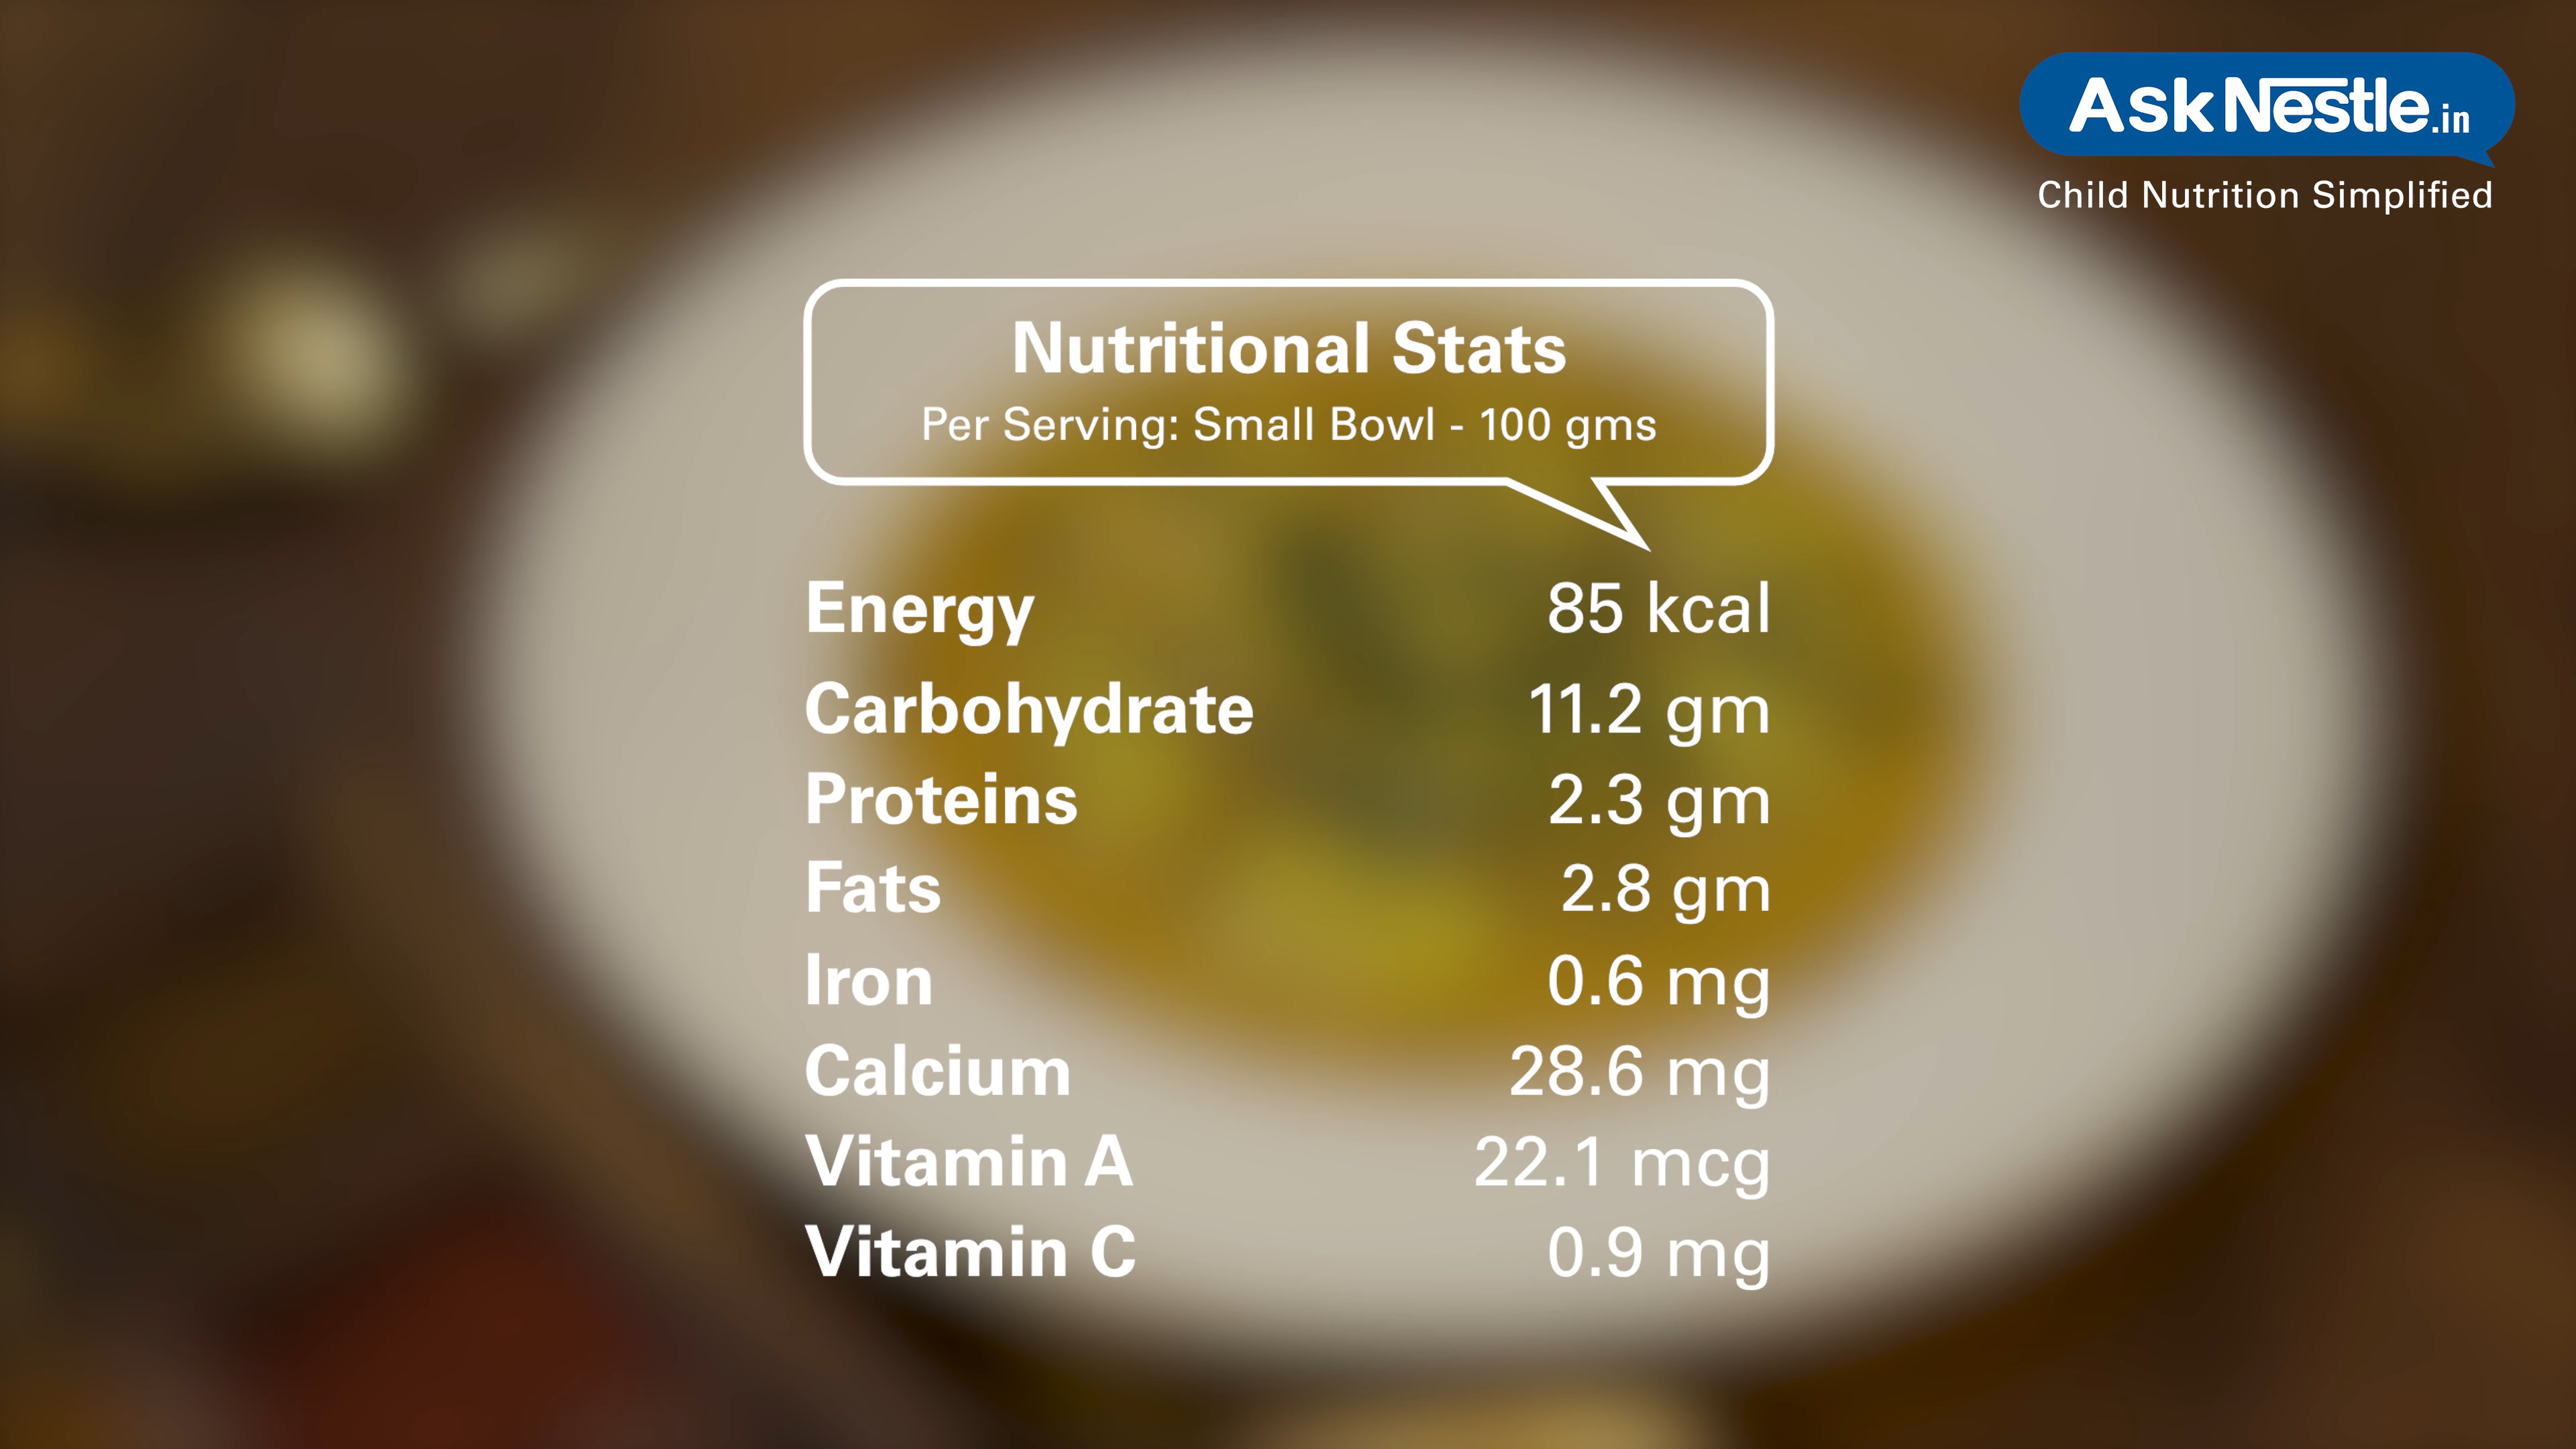 AskNestle.in
Child Nutrition Simplified
Nutritional Stats
Per Serving: Small Bowl - 100 gms
Energy 85 kcal
Carbohydrate 11.2 gm
Proteins 2.3 gm
Fats 2.8 gm
Iron 0.6 mg
Calcium 28.6 mg
Vitamin A 22.1 mcg
Vitamin C 0.9 mg